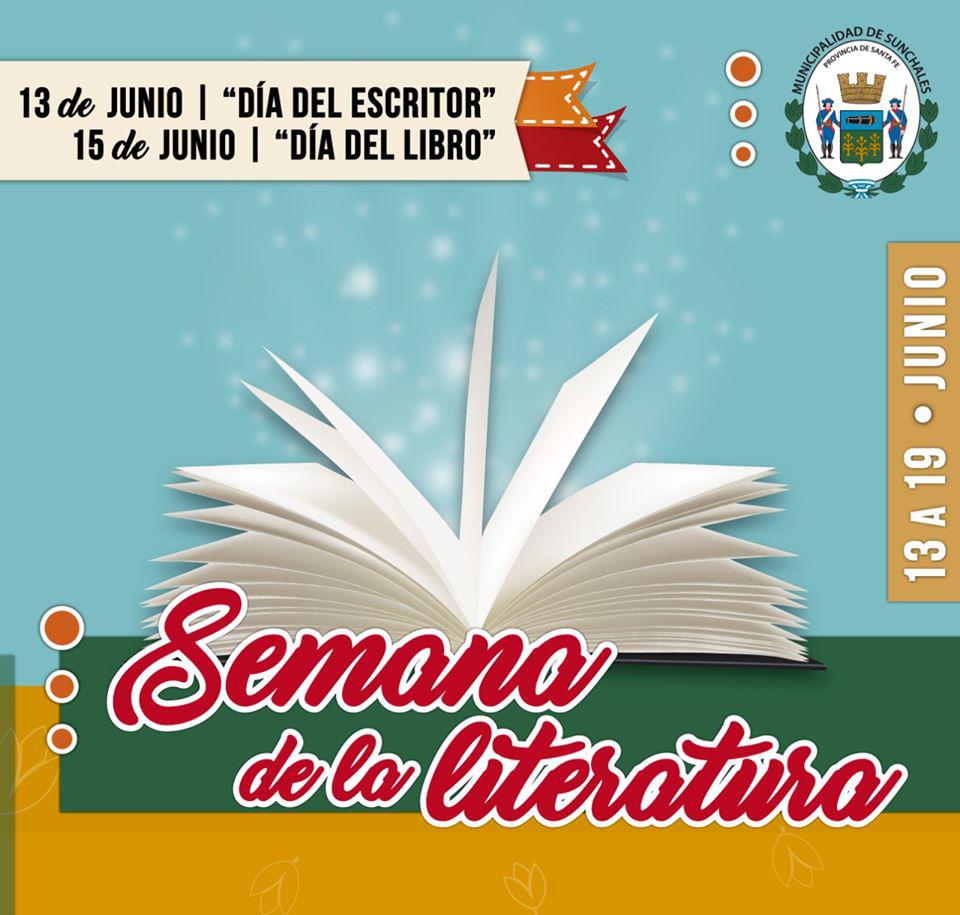 13 de JUNIO | “DÍA DEL ESCRITOR”
15 de JUNIO | “DÍA DEL LIBRO”
MUNICIPALIDAD DE SUNCHALES
PROVINCIA DE SANTA FE
13 A 19 • JUNIO
Semana
de la literatura